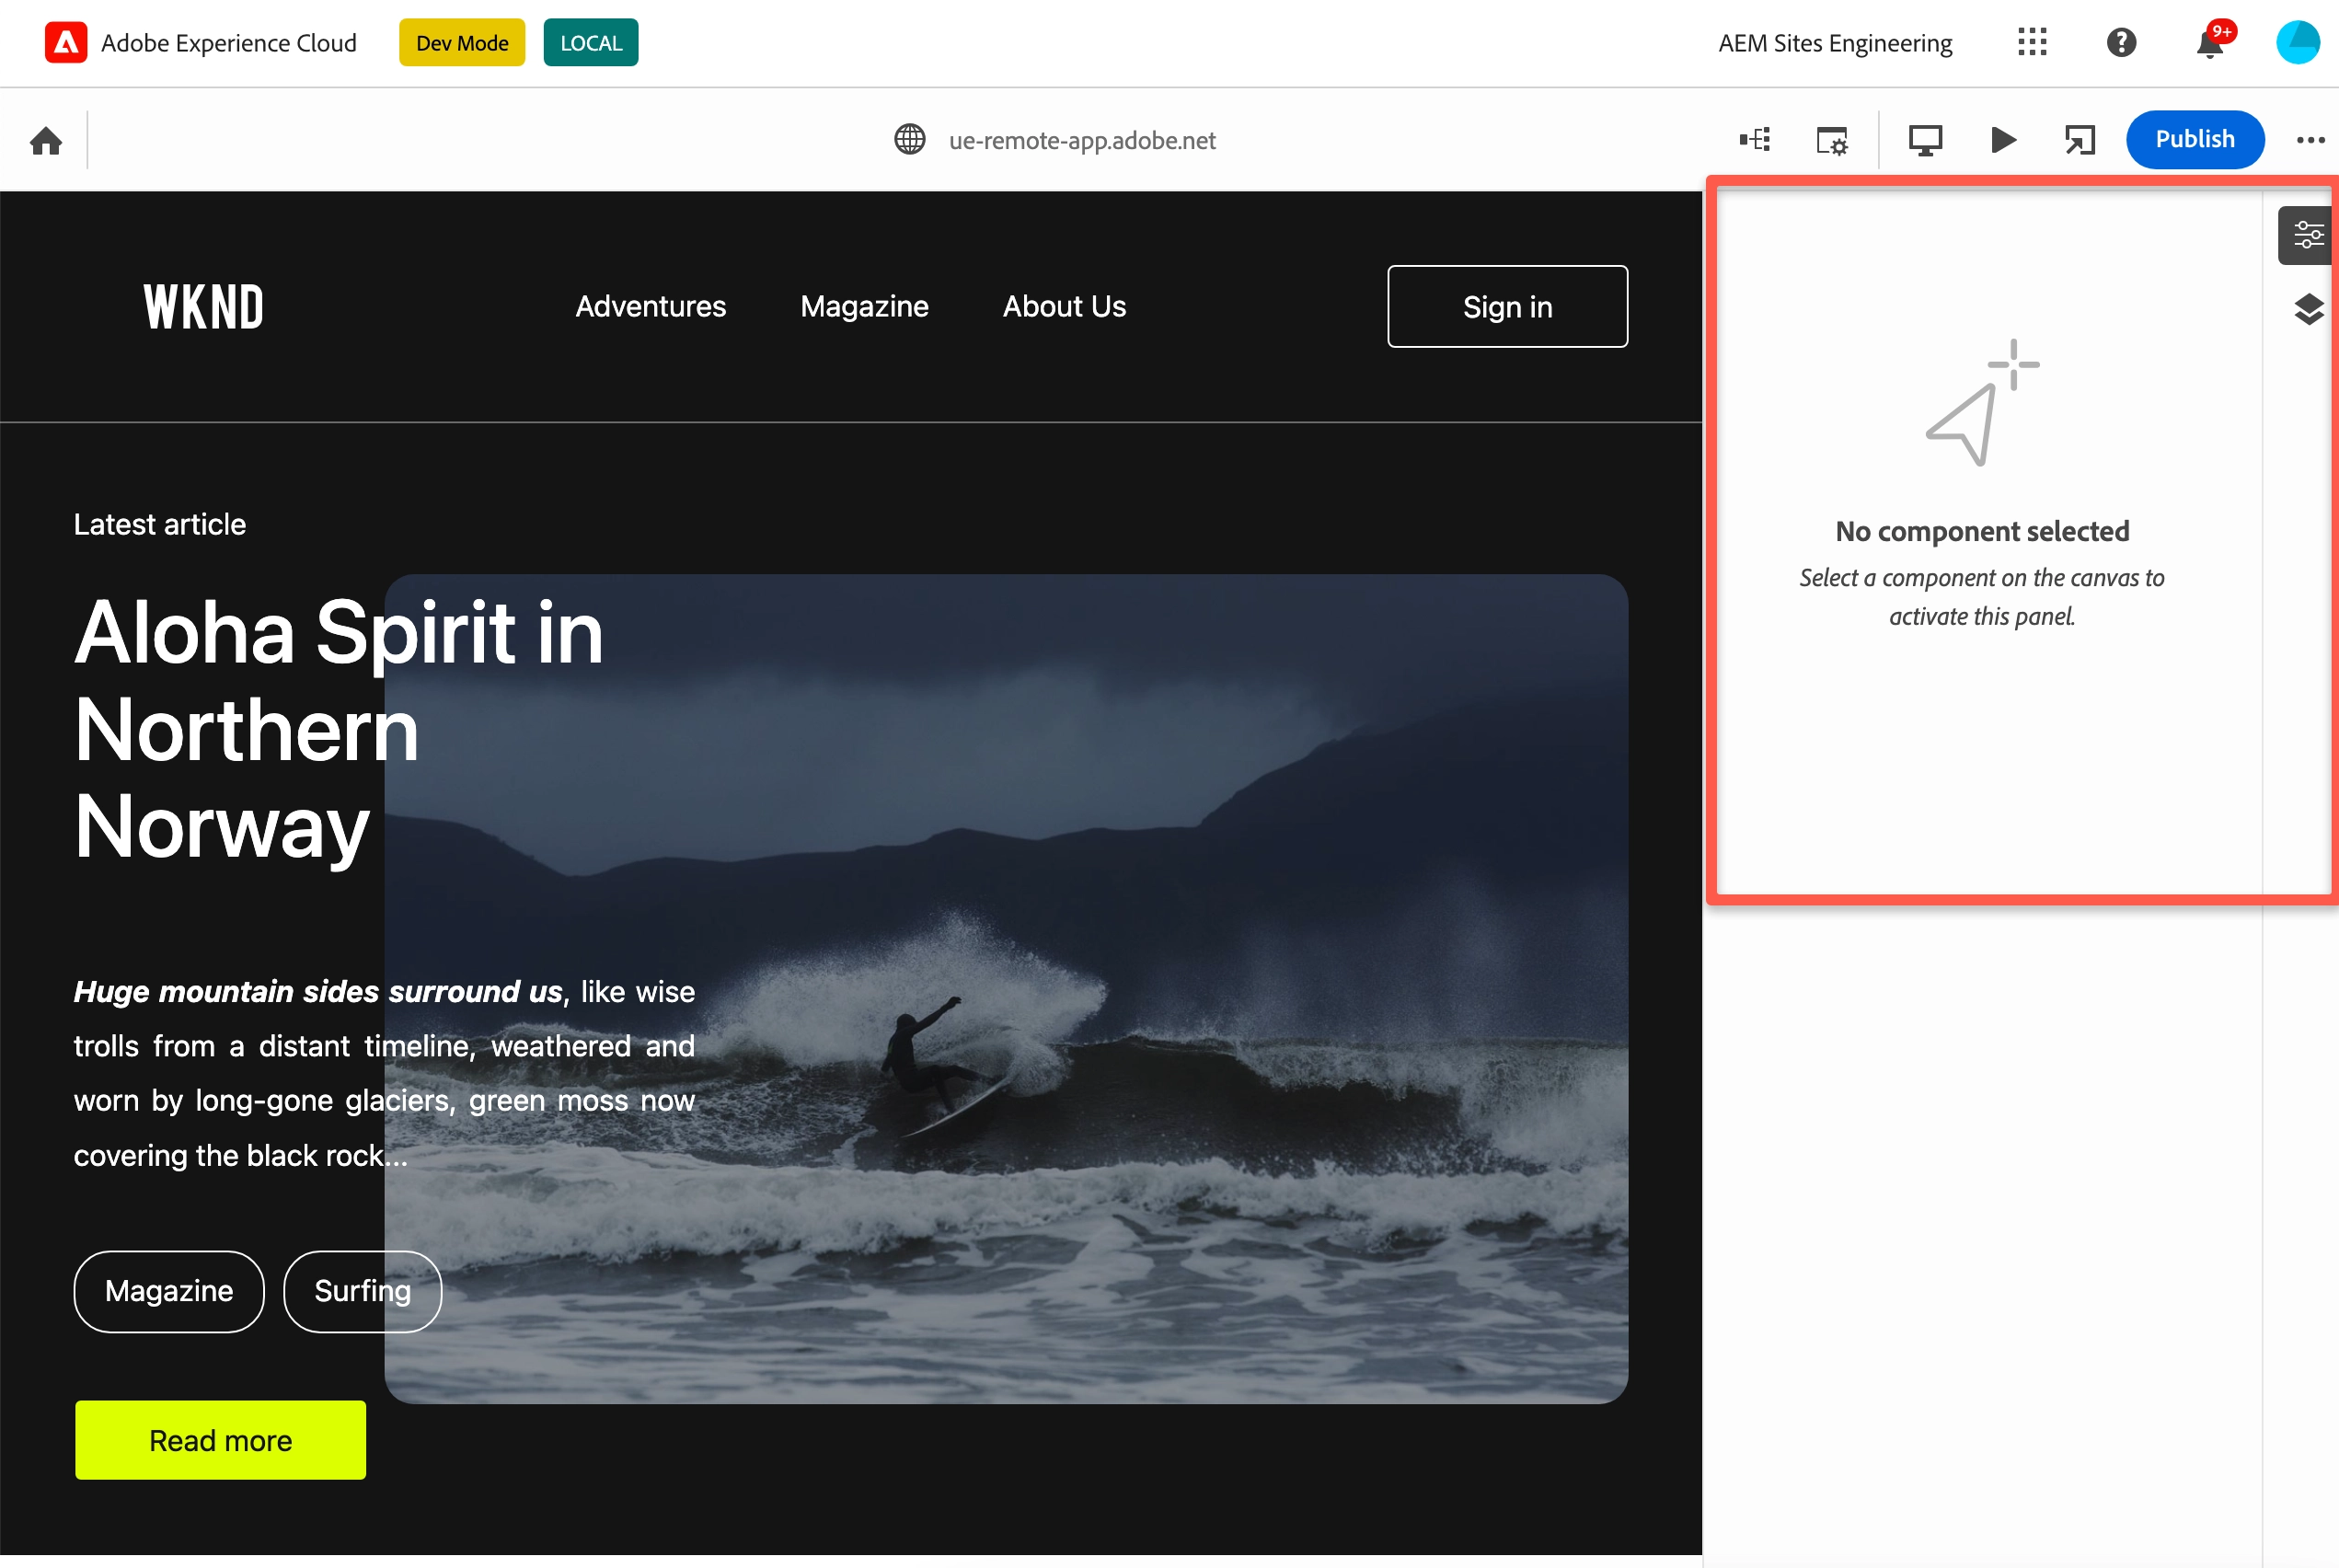 Adobe Experience Cloud
Dev Mode
LOCAL
AEM Sites Engineering
9+
ue-remote-app.adobe.net
Publish
WKND
Adventures
Magazine
About Us
Sign in
Latest article
Aloha Spirit in
Northern
Norway
Huge mountain sides surround us, like wise
trolls from a distant timeline, weathered and
worn by long-gone glaciers, green moss now
covering the black rock...
Magazine
Surfing
Read more
No component selected
Select a component on the canvas to
activate this panel.